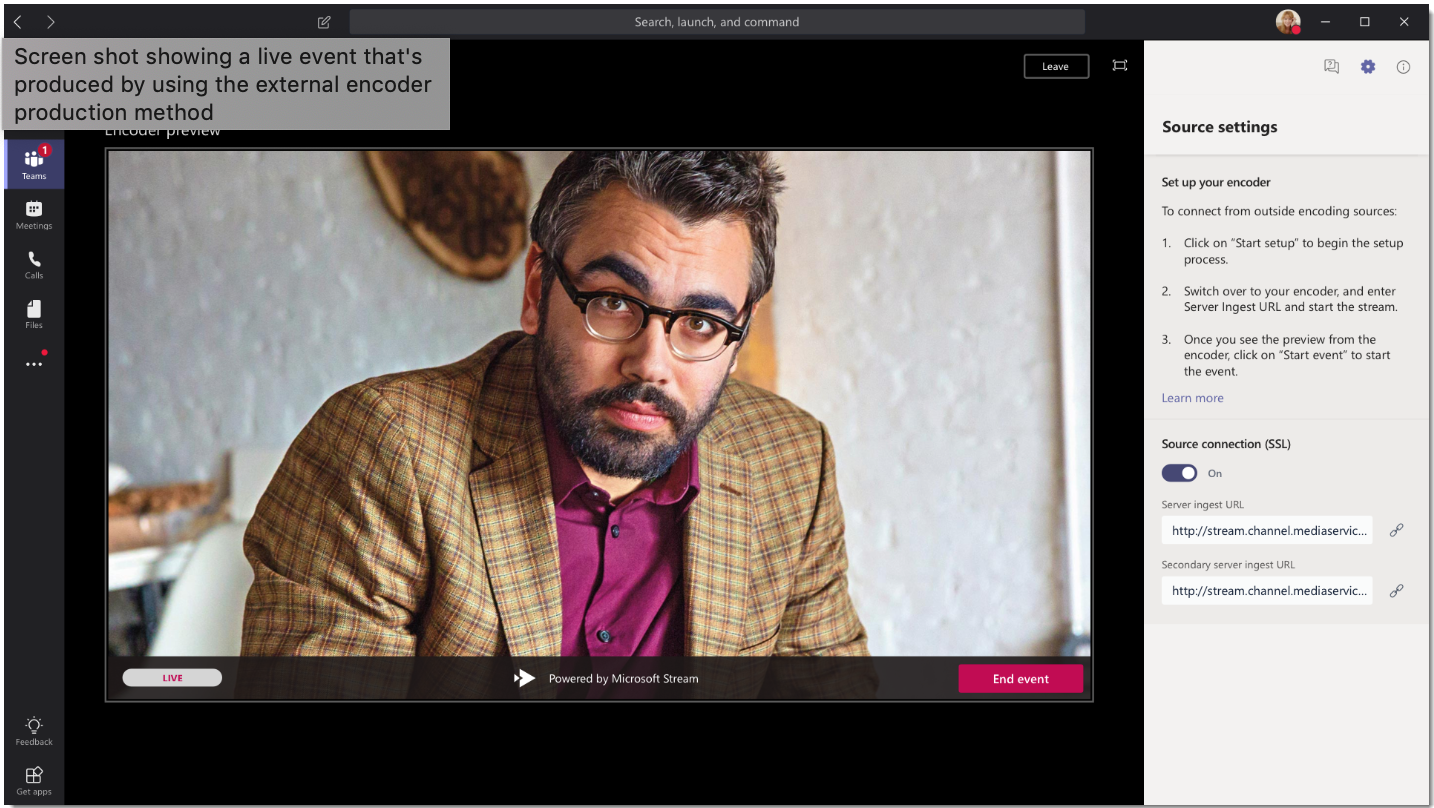 Search, launch, and command
Screen shot showing a live event that's
produced by using the external encoder
production method
Leave
Encoder preview
1
Teams
Meetings
Calls
Files
Feedback
Get apps
LIVE
Powered by Microsoft Stream
End event
Source settings
Set up your encoder
To connect from outside encoding sources:
1. Click on "Start setup" to begin the setup
process.
2. Switch over to your encoder, and enter
Server Ingest URL and start the stream.
3. Once you see the preview from the
encoder, click on "Start event" to start
the event.
Learn more
Source connection (SSL)
On
Server ingest URL
http://stream.channel.mediaservic...
Secondary server ingest URL
http://stream.channel.mediaservic...